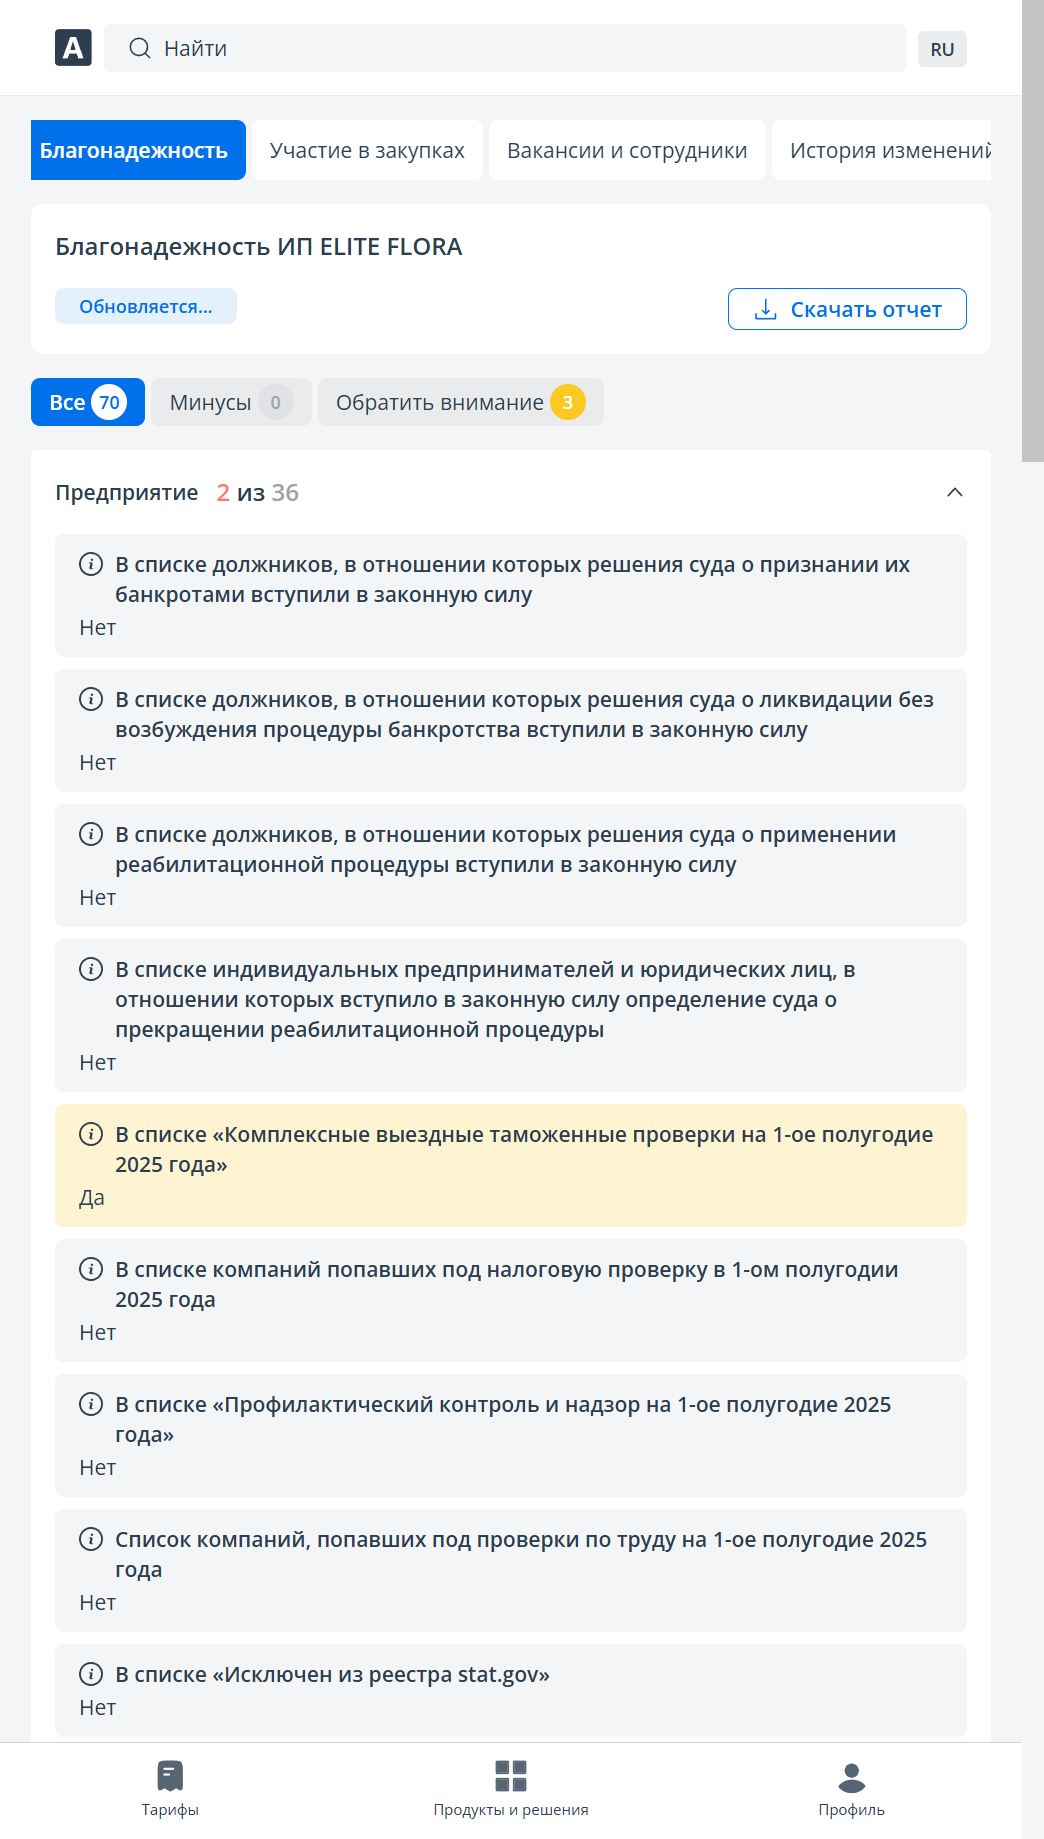 A
Найти
RU
Благонадежность
Участие в закупках
Вакансии и сотрудники
История изменений
Благонадежность ИП ELITE FLORA
Обновляется...
Скачать отчет
Все 70
Минусы 0
Обратить внимание 3
Предприятие 2 из 36
В списке должников, в отношении которых решения суда о признании их
банкротами вступили в законную силу
Нет
В списке должников, в отношении которых решения суда о ликвидации без
возбуждения процедуры банкротства вступили в законную силу
Нет
В списке должников, в отношении которых решения суда о применении
реабилитационной процедуры вступили в законную силу
Нет
В списке индивидуальных предпринимателей и юридических лиц, в
отношении которых вступило в законную силу определение суда о
прекращении реабилитационной процедуры
Нет
В списке «Комплексные выездные таможенные проверки на 1-ое полугодие
2025 года»
Да
В списке компаний попавших под налоговую проверку в 1-ом полугодии
2025 года
Нет
В списке «Профилактический контроль и надзор на 1-ое полугодие 2025
года»
Нет
Список компаний, попавших под проверки по труду на 1-ое полугодие 2025
года
Нет
В списке «Исключен из реестра stat.gov»
Нет
Тарифы
Продукты и решения
Профиль